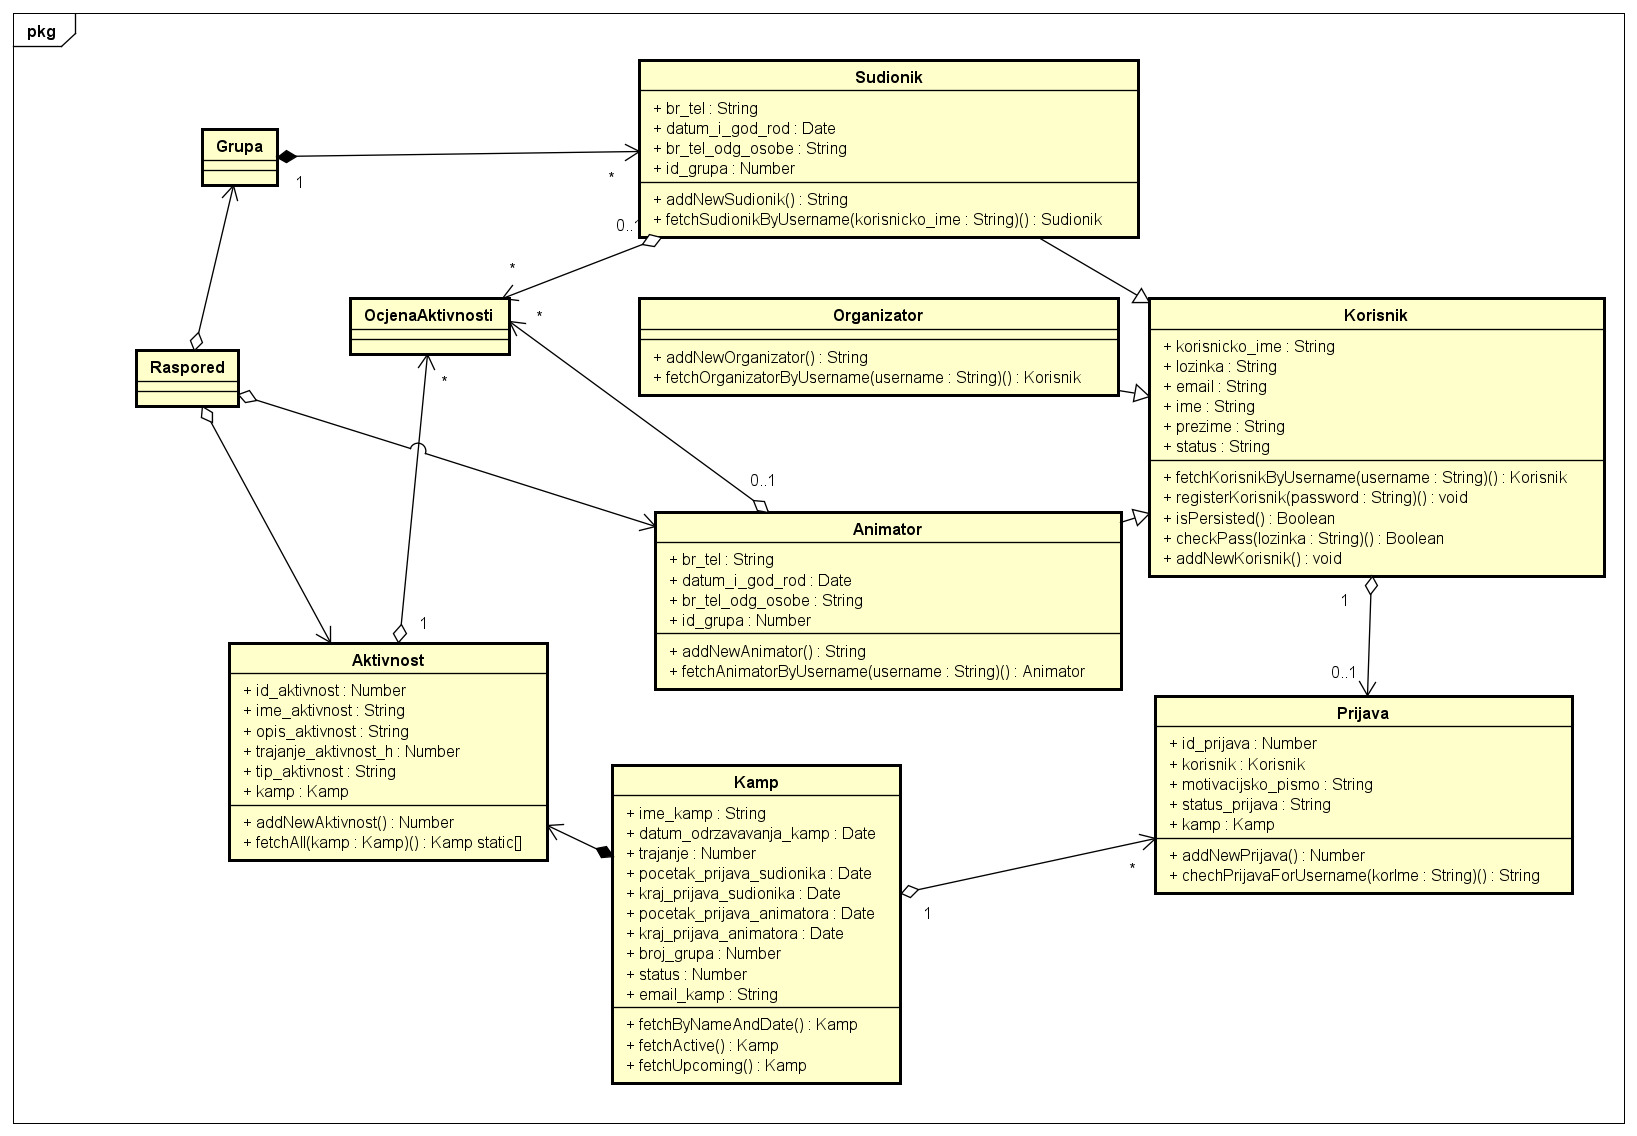 pkg
Sudionik
+ br_tel : String
+ datum_i_god_rod : Date
+ br_tel_odg_osobe : String
+ id_grupa : Number
+ addNewSudionik() : String
+ fetchSudionikByUsername(korisnicko_ime : String)() : Sudionik
Grupa
1
*
0..1
*
OcjenaAktivnosti
*
*
Organizator
+ addNewOrganizator() : String
+ fetchOrganizatorByUsername(username : String)() : Korisnik
Korisnik
+ korisnicko_ime : String
+ lozinka : String
+ email : String
+ ime : String
+ prezime : String
+ status : String
+ fetchKorisnikByUsername(username : String)() : Korisnik
+ registerKorisnik(password : String)() : void
+ isPersisted() : Boolean
+ checkPass(lozinka : String)() : Boolean
+ addNewKorisnik() : void
Raspored
0..1
Animator
+ br_tel : String
+ datum_i_god_rod : Date
+ br_tel_odg_osobe : String
+ id_grupa : Number
+ addNewAnimator() : String
+ fetchAnimatorByUsername(username : String)() : Animator
1
0..1
1
Aktivnost
+ id_aktivnost : Number
+ ime_aktivnost : String
+ opis_aktivnost : String
+ trajanje_aktivnost_h : Number
+ tip_aktivnost : String
+ kamp : Kamp
+ addNewAktivnost() : Number
+ fetchAll(kamp : Kamp)() : Kamp static[]
Prijava
+ id_prijava : Number
+ korisnik : Korisnik
+ motivacijsko_pismo : String
+ status_prijava : String
+ kamp : Kamp
+ addNewPrijava() : Number
+ chechPrijavaForUsername(korIme : String)() : String
Kamp
+ ime_kamp : String
+ datum_odrzavavanja_kamp : Date
+ trajanje : Number
+ pocetak_prijava_sudionika : Date
+ kraj_prijava_sudionika : Date
+ pocetak_prijava_animatora : Date
+ kraj_prijava_animatora : Date
+ broj_grupa : Number
+ status : Number
+ email_kamp : String
+ fetchByNameAndDate() : Kamp
+ fetchActive() : Kamp
+ fetchUpcoming() : Kamp
*
1